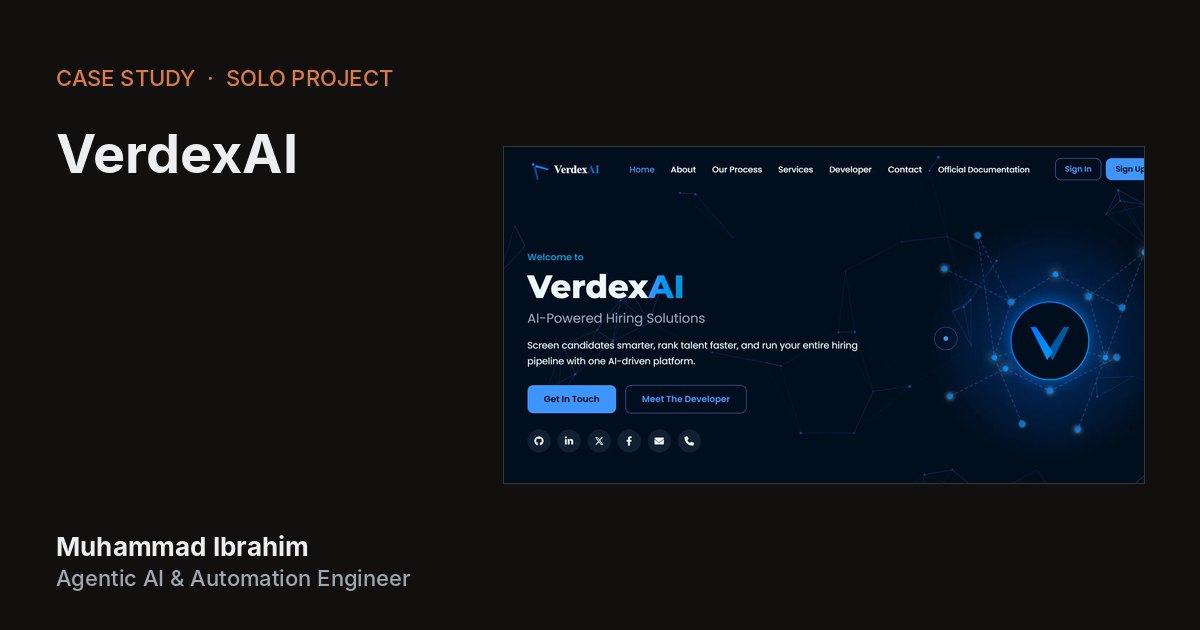 CASE STUDY · SOLO PROJECT
VerdexAI
VerdexAI Home About Our Process Services Developer Contact Official Documentation Sign In Sign Up
Welcome to
VerdexAI
AI-Powered Hiring Solutions
Screen candidates smarter, rank talent faster, and run your entire hiring
pipeline with one AI-driven platform.
Get In Touch Meet The Developer
Muhammad Ibrahim
Agentic AI & Automation Engineer